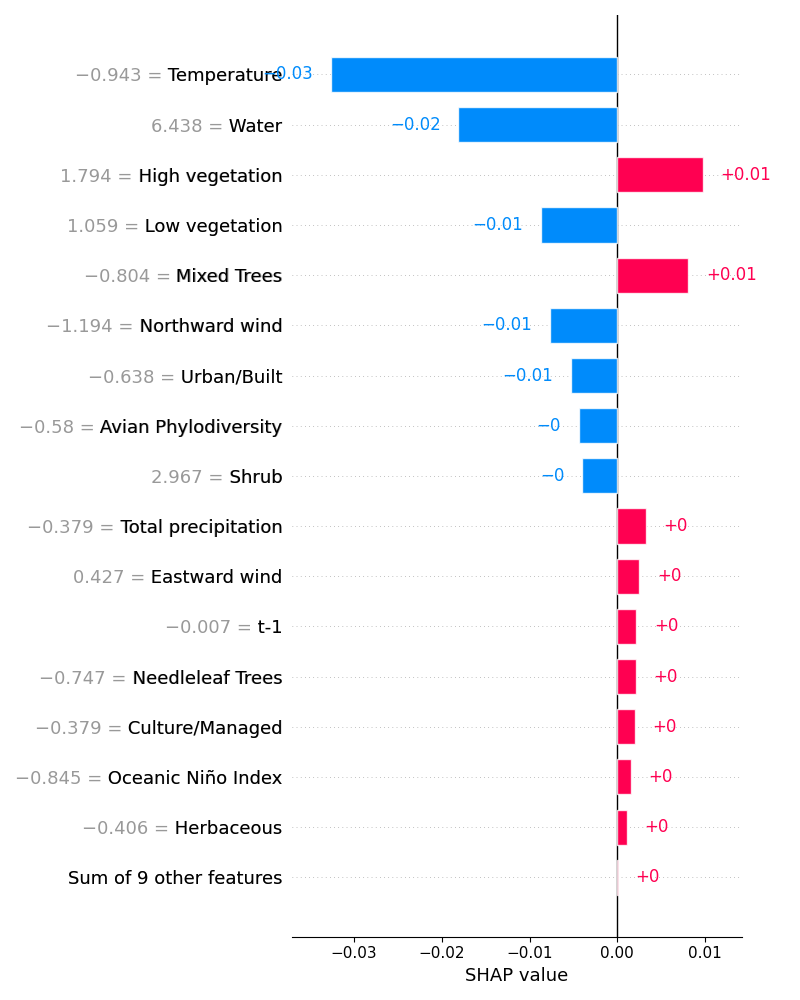 −0.943 = Temperature −0.03
6.438 = Water −0.02
1.794 = High vegetation +0.01
1.059 = Low vegetation −0.01
−0.804 = Mixed Trees +0.01
−1.194 = Northward wind −0.01
−0.638 = Urban/Built −0.01
−0.58 = Avian Phylodiversity −0
2.967 = Shrub −0
−0.379 = Total precipitation +0
0.427 = Eastward wind +0
−0.007 = t-1 +0
−0.747 = Needleleaf Trees +0
−0.379 = Culture/Managed +0
−0.845 = Oceanic Niño Index +0
−0.406 = Herbaceous +0
Sum of 9 other features +0
−0.03 −0.02 −0.01 0.00 0.01
SHAP value